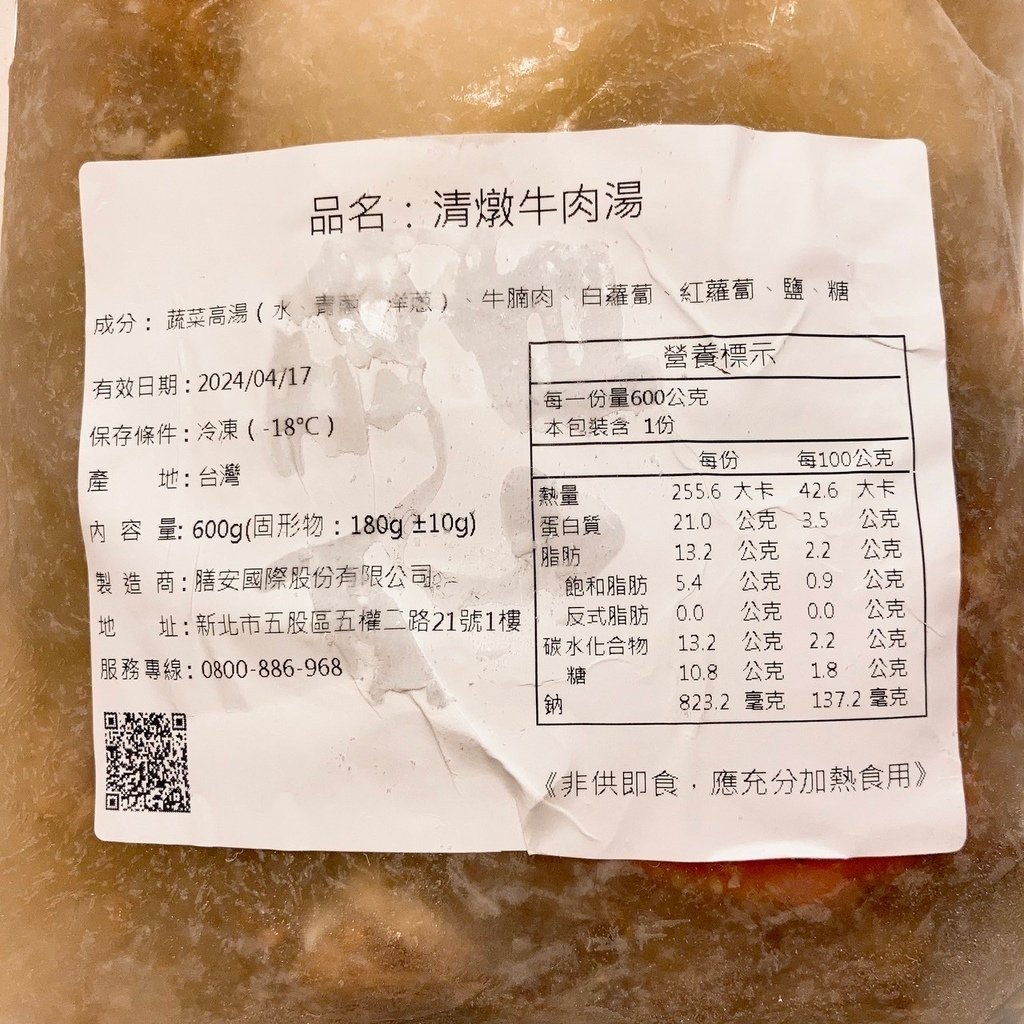 品名：清燉牛肉湯
成分：蔬菜高湯(水、青蔥、洋蔥)、牛腩肉、白蘿蔔、紅蘿蔔、鹽、糖
有效日期：2024/04/17
保存條件：冷凍(-18°C)
產地：台灣
內容量：600g(固形物：180g ±10g)
製造商：膳安國際股份有限公司
地址：新北市五股區五權二路21號1樓
服務專線：0800-886-968
營養標示
每一份量600公克
本包裝含 1份
每份 每100公克
熱量 255.6 大卡 42.6 大卡
蛋白質 21.0 公克 3.5 公克
脂肪 13.2 公克 2.2 公克
飽和脂肪 5.4 公克 0.9 公克
反式脂肪 0.0 公克 0.0 公克
碳水化合物 13.2 公克 2.2 公克
糖 10.8 公克 1.8 公克
鈉 823.2 毫克 137.2 毫克
《非供即食，應充分加熱食用》